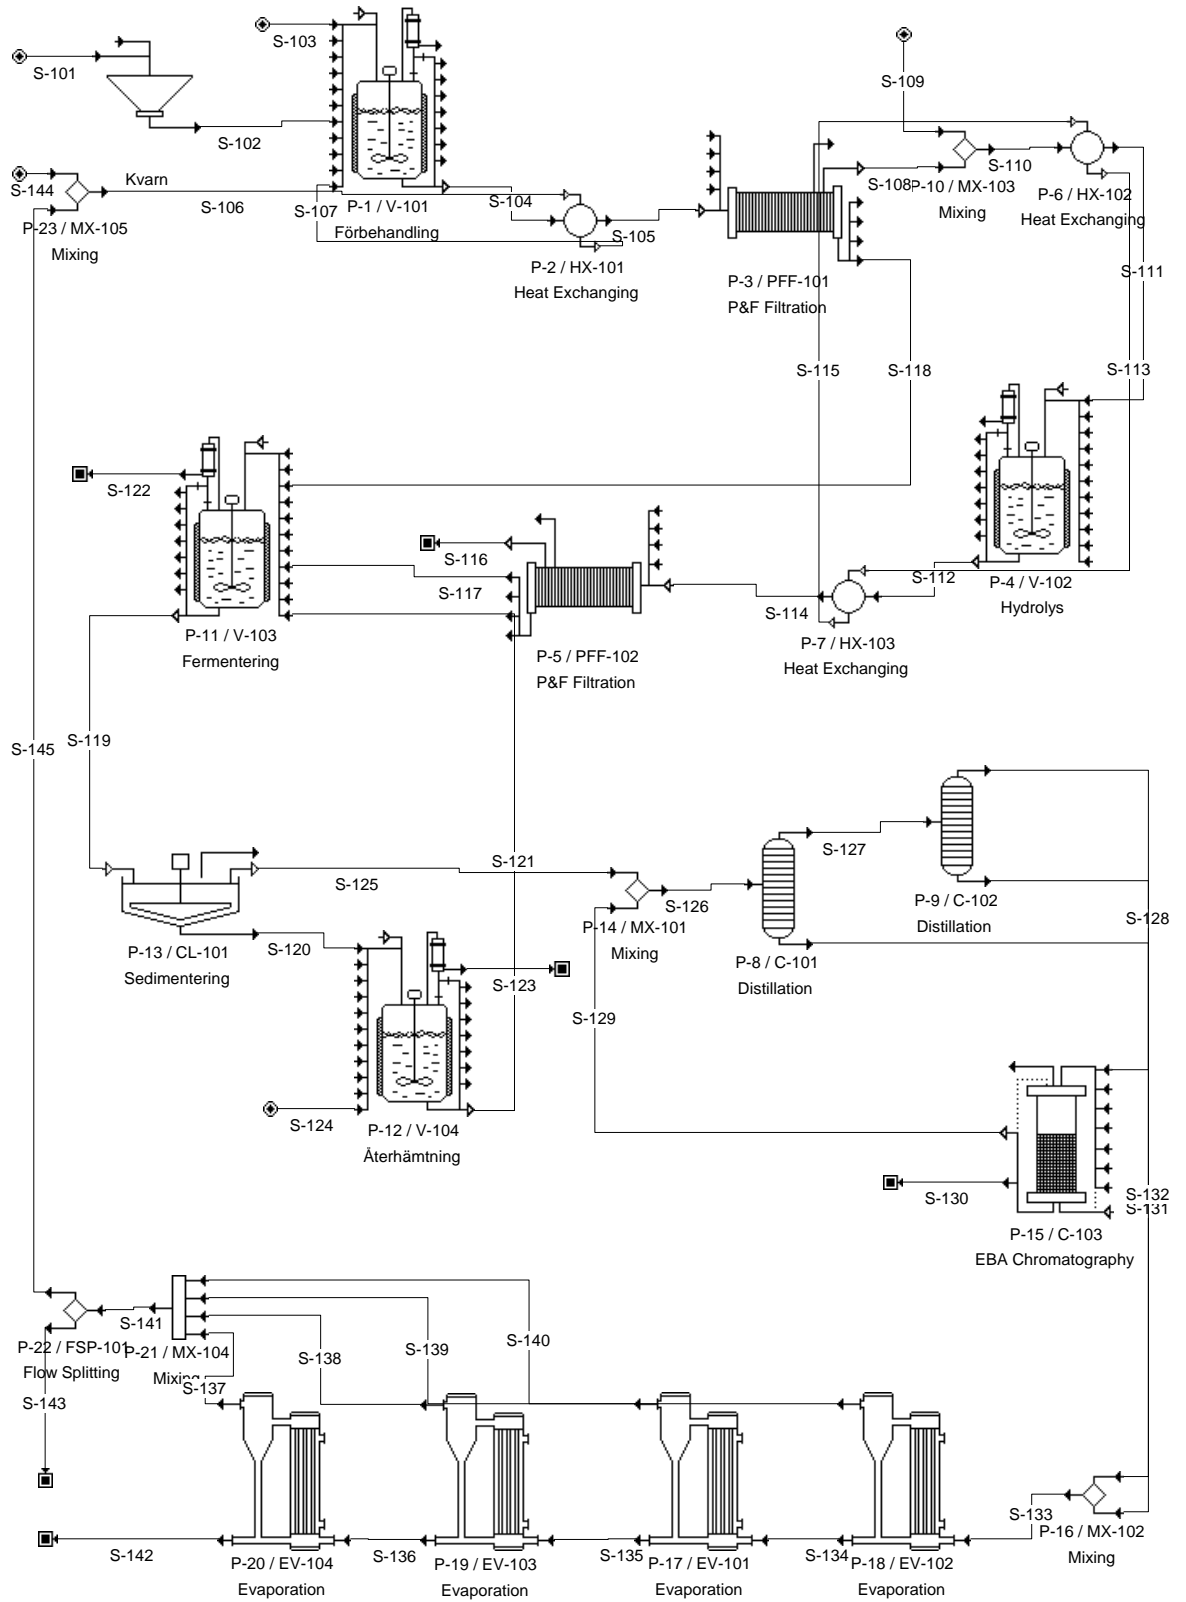 S-101
S-102
S-103
P-1 / V-101
Förbehandling
S-144
Kvarn
S-106
P-23 / MX-105
Mixing
S-107
S-104
S-105
P-2 / HX-101
Heat Exchanging
P-3 / PFF-101
P&F Filtration
S-109
S-108
P-10 / MX-103
Mixing
S-110
P-6 / HX-102
Heat Exchanging
S-111
S-115
S-118
S-113
S-122
P-11 / V-103
Fermentering
S-116
S-117
P-5 / PFF-102
P&F Filtration
S-114
P-7 / HX-103
Heat Exchanging
S-112
P-4 / V-102
Hydrolys
S-145
S-119
S-121
S-125
P-13 / CL-101
Sedimentering
S-120
S-123
S-124
P-12 / V-104
Återhämtning
S-126
P-14 / MX-101
Mixing
S-127
P-8 / C-101
Distillation
P-9 / C-102
Distillation
S-128
S-129
S-130
S-132
S-131
P-15 / C-103
EBA Chromatography
S-141
P-22 / FSP-101
Flow Splitting
P-21 / MX-104
Mixing
S-137
S-138
S-139
S-140
S-143
S-142
P-20 / EV-104
Evaporation
S-136
P-19 / EV-103
Evaporation
S-135
P-17 / EV-101
Evaporation
S-134
P-18 / EV-102
Evaporation
S-133
P-16 / MX-102
Mixing